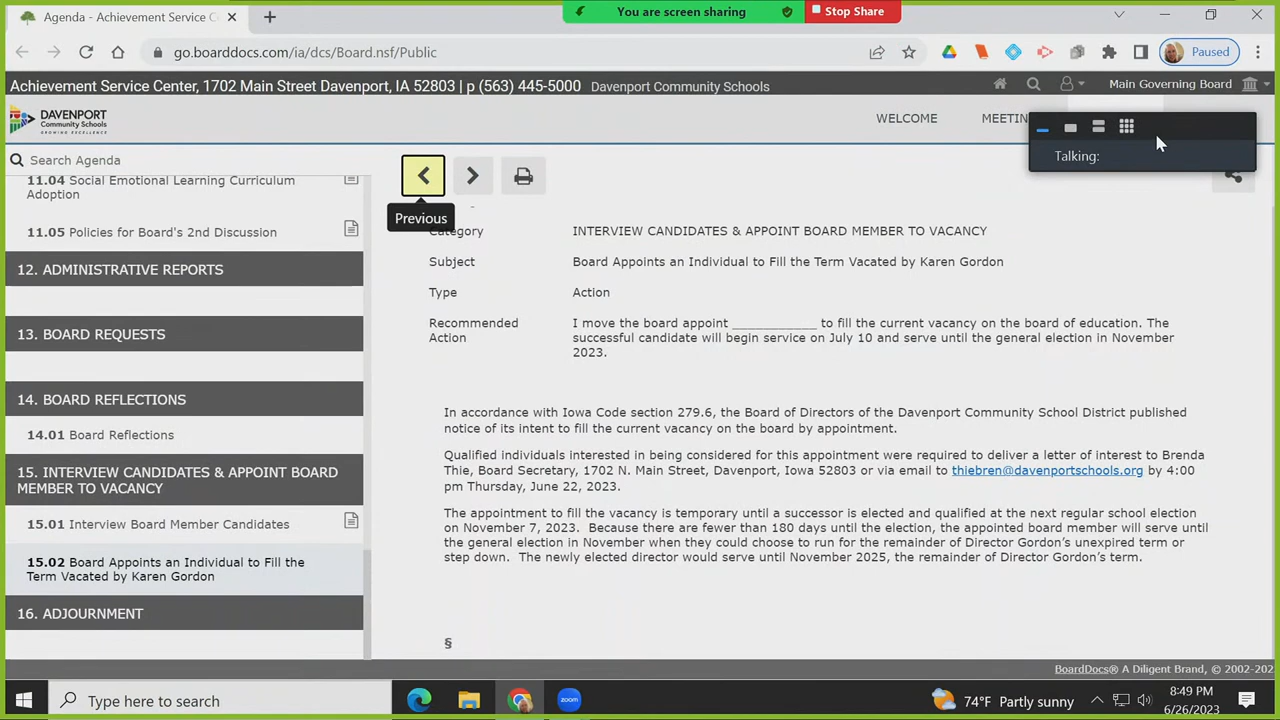 You are screen sharing
Stop Share
Agenda - Achievement Service C
go.boarddocs.com/ia/dcs/Board.nsf/Public
Paused
Achievement Service Center, 1702 Main Street Davenport, IA 52803 | p (563) 445-5000 Davenport Community Schools
Main Governing Board
DAVENPORT
Community Schools
GROWING EXCELLENCE
WELCOME
MEETIN
Talking:
Search Agenda
11.04 Social Emotional Learning Curriculum
Adoption
11.05 Policies for Board's 2nd Discussion
12. ADMINISTRATIVE REPORTS
13. BOARD REQUESTS
14. BOARD REFLECTIONS
14.01 Board Reflections
15. INTERVIEW CANDIDATES & APPOINT BOARD
MEMBER TO VACANCY
15.01 Interview Board Member Candidates
15.02 Board Appoints an Individual to Fill the
Term Vacated by Karen Gordon
16. ADJOURNMENT
Previous
Category INTERVIEW CANDIDATES & APPOINT BOARD MEMBER TO VACANCY
Subject Board Appoints an Individual to Fill the Term Vacated by Karen Gordon
Type Action
Recommended I move the board appoint ____________ to fill the current vacancy on the board of education. The
Action successful candidate will begin service on July 10 and serve until the general election in November
2023.
In accordance with Iowa Code section 279.6, the Board of Directors of the Davenport Community School District published
notice of its intent to fill the current vacancy on the board by appointment.
Qualified individuals interested in being considered for this appointment were required to deliver a letter of interest to Brenda
Thie, Board Secretary, 1702 N. Main Street, Davenport, Iowa 52803 or via email to thiebren@davenportschools.org by 4:00
pm Thursday, June 22, 2023.
The appointment to fill the vacancy is temporary until a successor is elected and qualified at the next regular school election
on November 7, 2023. Because there are fewer than 180 days until the election, the appointed board member will serve until
the general election in November when they could choose to run for the remainder of Director Gordon's unexpired term or
step down. The newly elected director would serve until November 2025, the remainder of Director Gordon's term.
§
BoardDocs® A Diligent Brand, © 2002-202
Type here to search
zoom
74°F Partly sunny
8:49 PM
6/26/2023